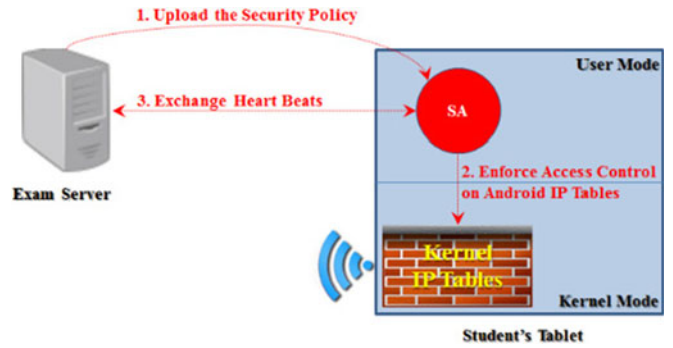 1. Upload the Security Policy
User Mode
3. Exchange Heart Beats
SA
2. Enforce Access Control
on Android IP Tables
Exam Server
Kernel
IP Tables
Kernel Mode
Student's Tablet